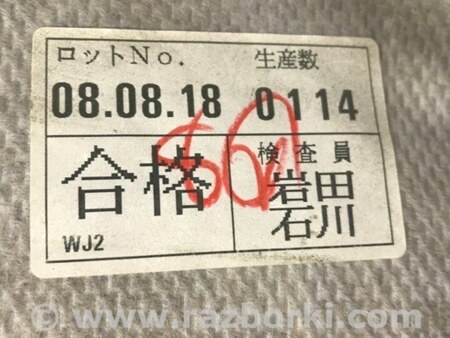 ロットNo. 生産数
08.08.18 0114
合格 検査員
岩田
石川
WJ2
© www.razborki.com